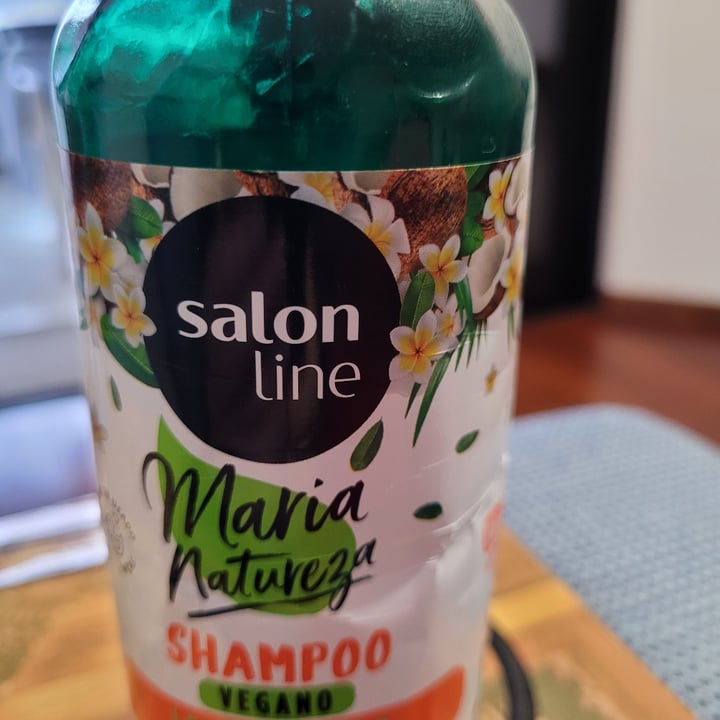 salon
line
Maria
Natureza
SHAMPOO
VEGANO